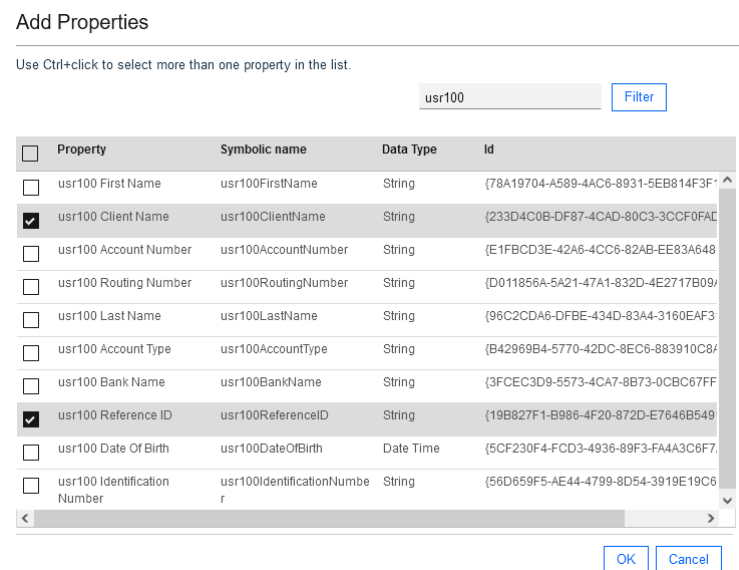 Add Properties
Use Ctrl+click to select more than one property in the list.
usr100 Filter
Property Symbolic name Data Type Id
usr100 First Name usr100FirstName String {78A19704-A589-4AC6-8931-5EB814F3F1
usr100 Client Name usr100ClientName String {233D4C0B-DF87-4CAD-80C3-3CCF0FAD
usr100 Account Number usr100AccountNumber String {E1FBCD3E-42A6-4CC6-82AB-EE83A648
usr100 Routing Number usr100RoutingNumber String {D011856A-5A21-47A1-832D-4E2717B09
usr100 Last Name usr100LastName String {96C2CDA6-DFBE-434D-83A4-3160EAF3
usr100 Account Type usr100AccountType String {B42969B4-5770-42DC-8EC6-883910C8
usr100 Bank Name usr100BankName String {3FCEC3D9-5573-4CA7-8B73-0CBC67FF
usr100 Reference ID usr100ReferenceID String {19B827F1-B986-4F20-872D-E7646B549
usr100 Date Of Birth usr100DateOfBirth Date Time {5CF230F4-FCD3-4936-89F3-FA4A3C6F7
usr100 Identification usr100IdentificationNumbe String {56D659F5-AE44-4799-8D54-3919E19C6
Number r
OK Cancel